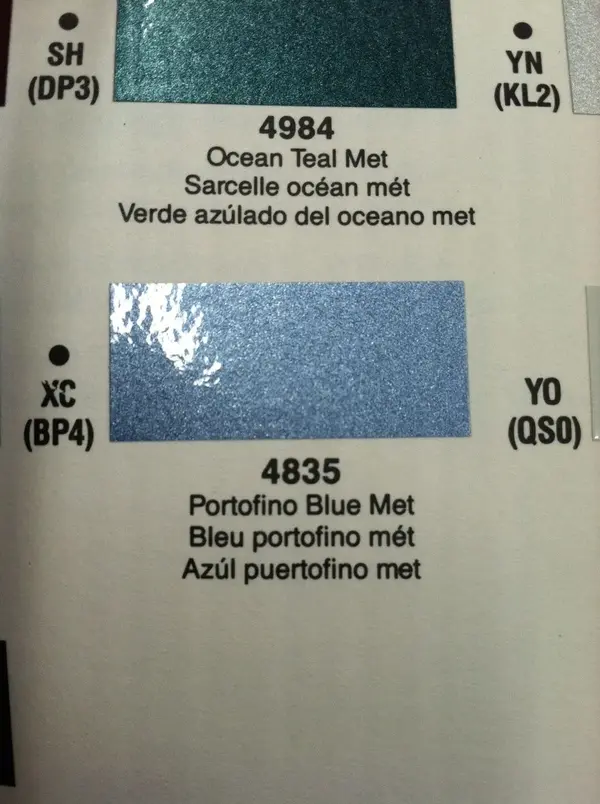 SH
(DP3)
YN
(KL2)
4984
Ocean Teal Met
Sarcelle océan mét
Verde azúlado del oceano met
XC
(BP4)
YO
(QS0)
4835
Portofino Blue Met
Bleu portofino mét
Azúl puertofino met